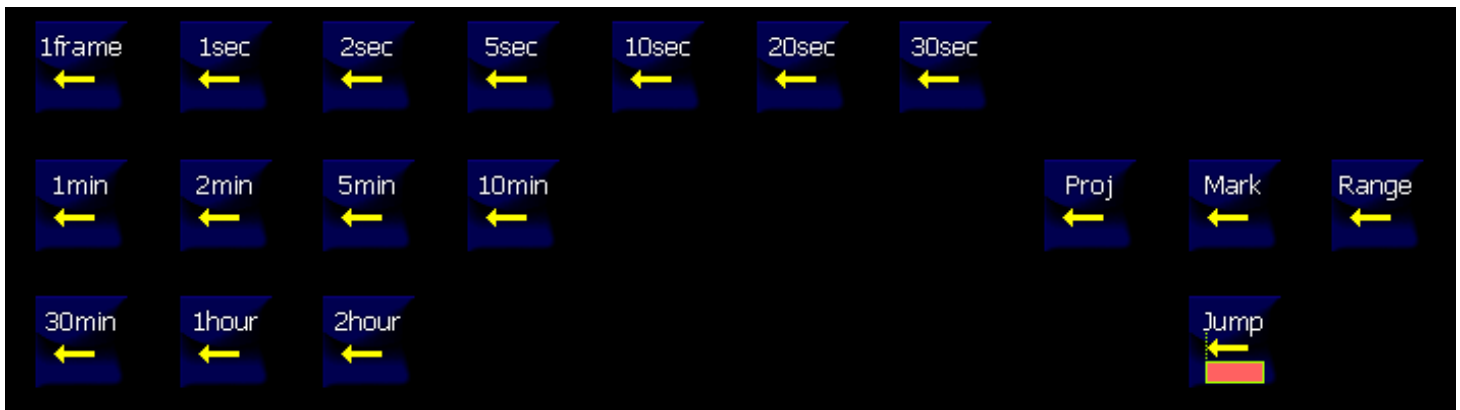 1frame 1sec 2sec 5sec 10sec 20sec 30sec
1min 2min 5min 10min Proj Mark Range
30min 1hour 2hour Jump